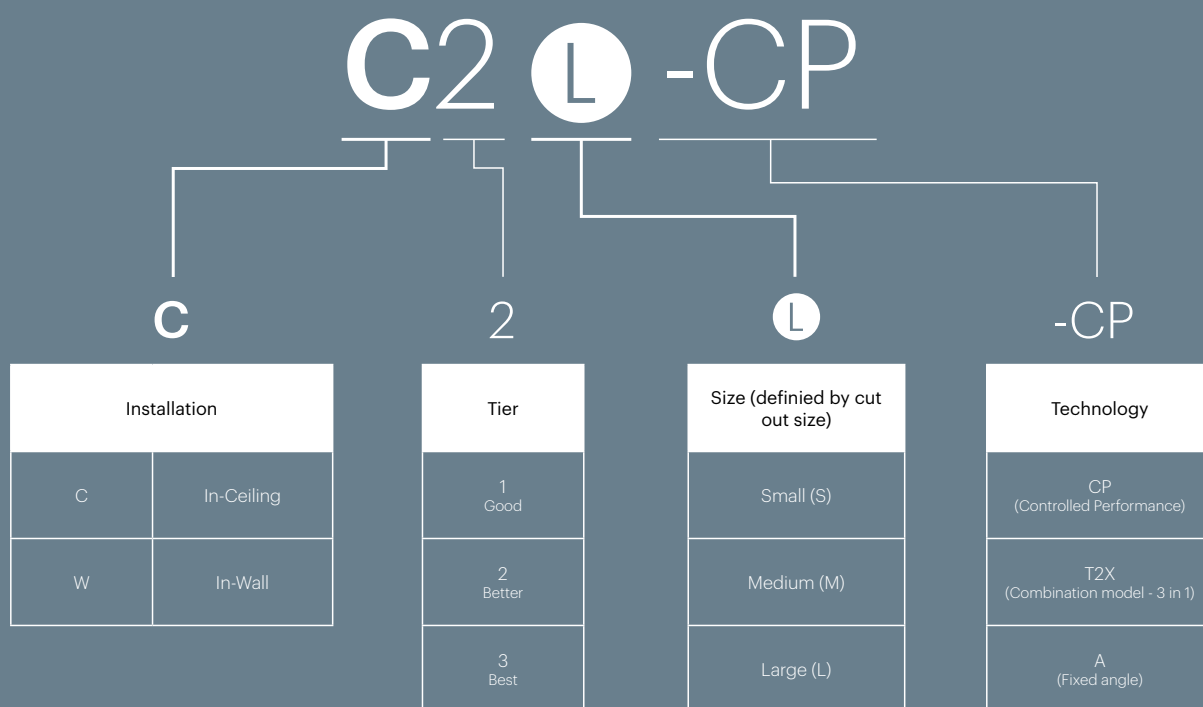 C2 L -CP
C 2 L -CP
Installation
C In-Ceiling
W In-Wall
Tier
1
Good
2
Better
3
Best
Size (definied by cut
out size)
Small (S)
Medium (M)
Large (L)
Technology
CP
(Controlled Performance)
T2X
(Combination model - 3 in 1)
A
(Fixed angle)